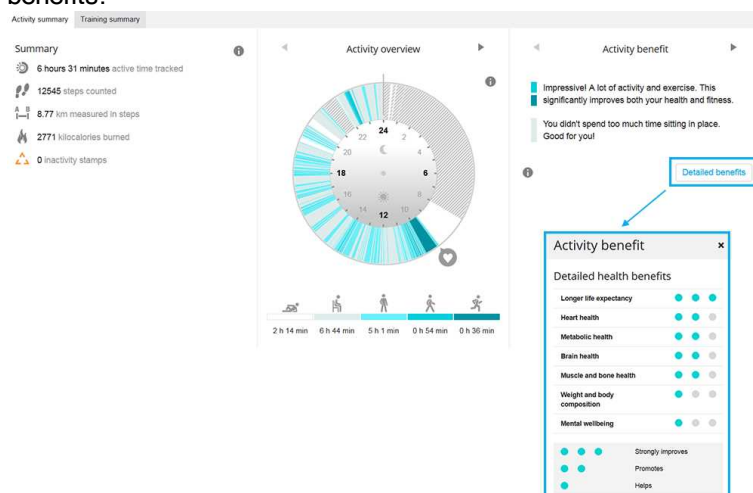 benefits.
Activity summary Training summary
Summary
6 hours 31 minutes active time tracked
12545 steps counted
A B
8.77 km measured in steps
2771 kilocalories burned
0 inactivity stamps
Activity overview
24
2
4
6
8
10
12
14
16
18
20
22
2 h 14 min 6 h 44 min 5 h 1 min 0 h 54 min 0 h 36 min
Activity benefit
Impressive! A lot of activity and exercise. This
significantly improves both your health and fitness.
You didn't spend too much time sitting in place.
Good for you!
Detailed benefits
Activity benefit ×
Detailed health benefits
Longer life expectancy
Heart health
Metabolic health
Brain health
Muscle and bone health
Weight and body
composition
Mental wellbeing
Strongly improves
Promotes
Helps